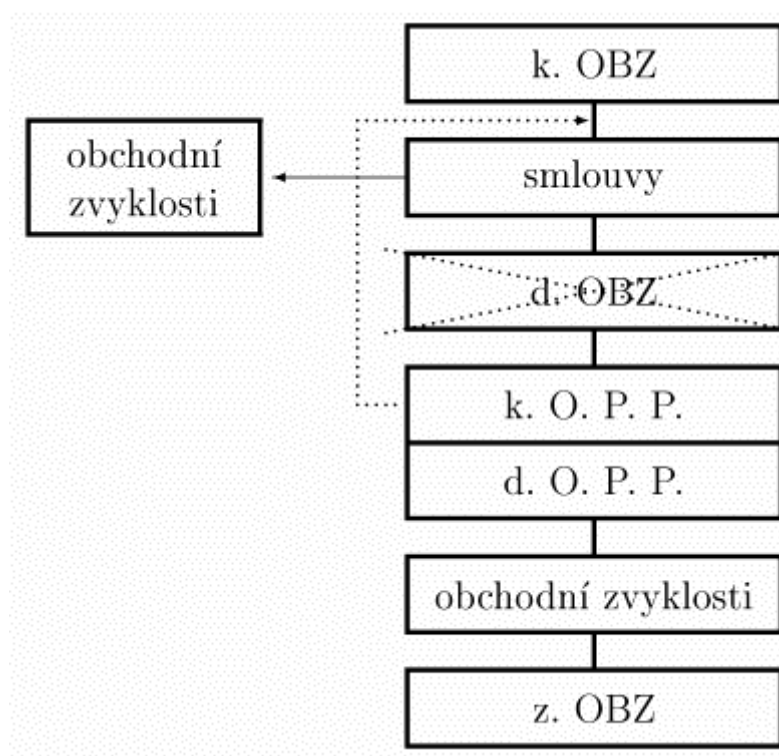 k. OBZ
obchodní
zvyklosti
smlouvy
d. OBZ
k. O. P. P.
d. O. P. P.
obchodní zvyklosti
z. OBZ